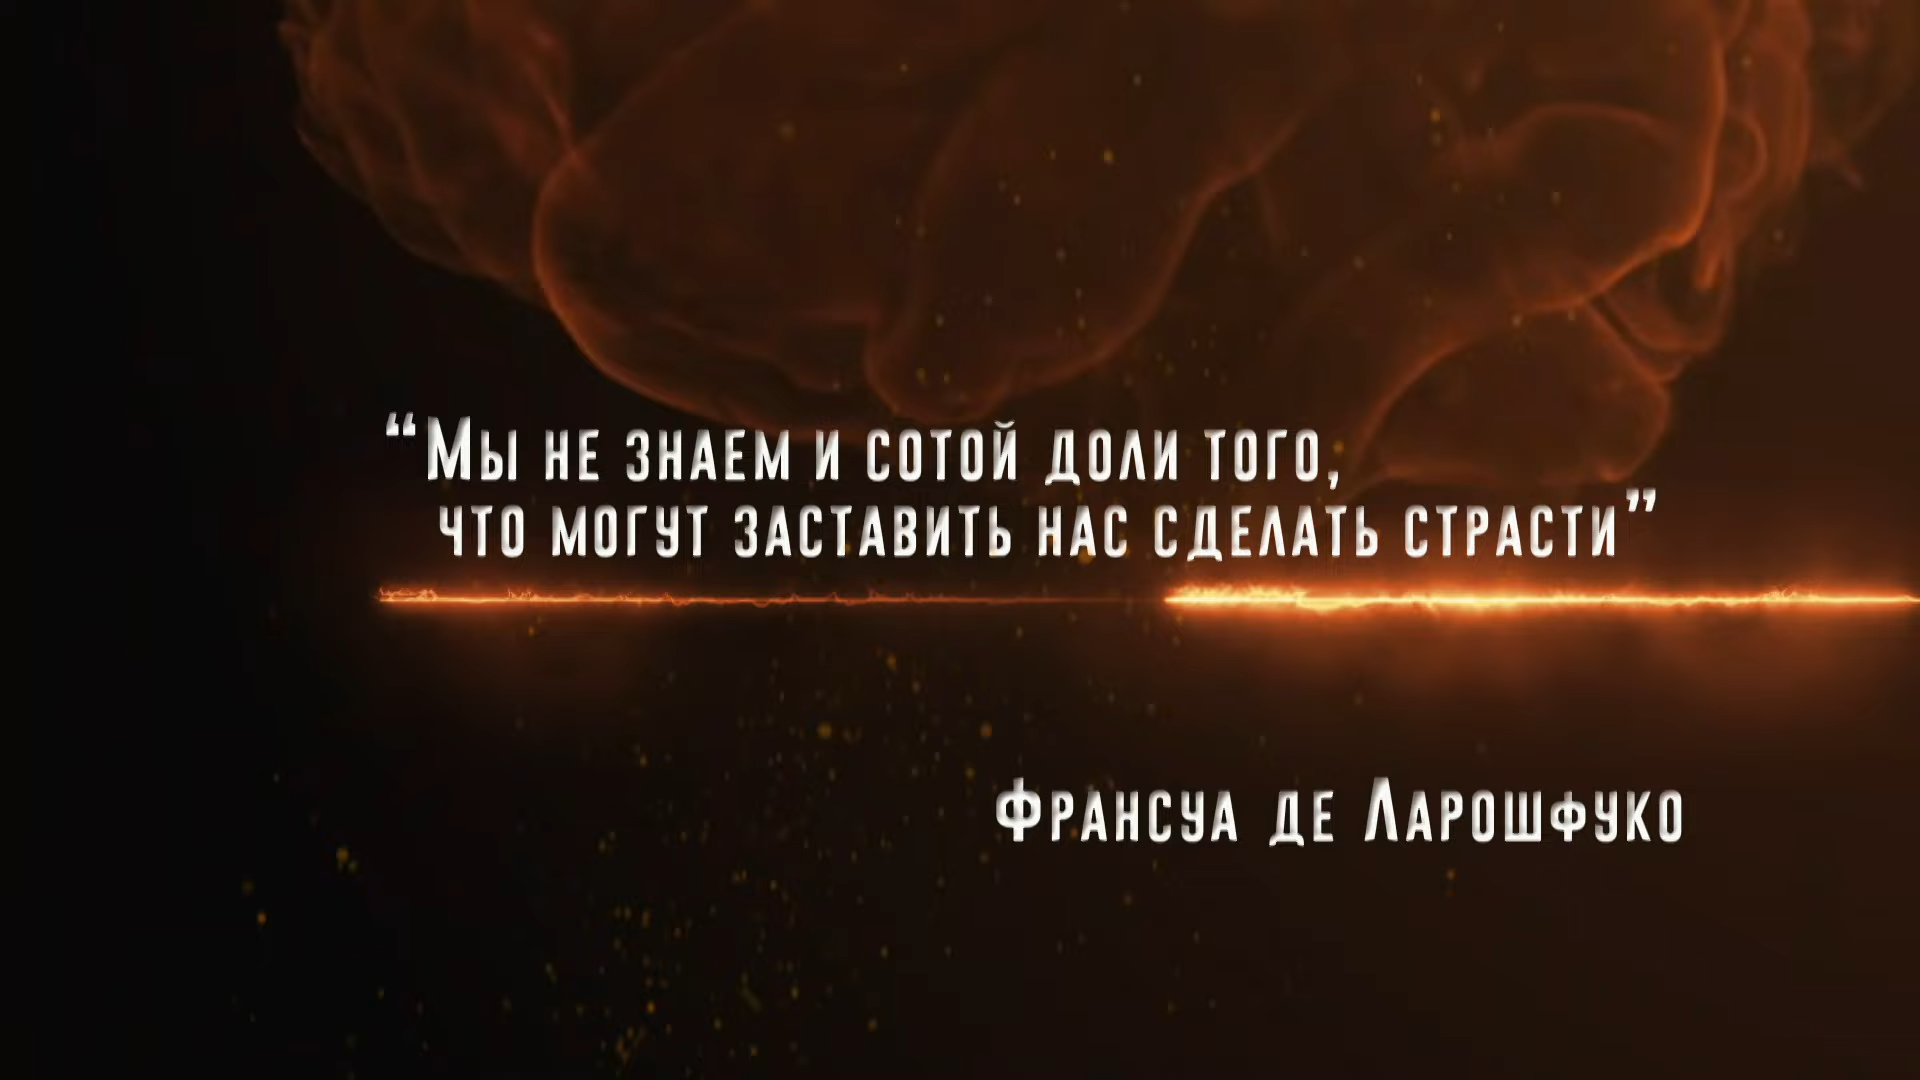 “Мы не знаем и сотой доли того,
что могут заставить нас сделать страсти”
Франсуа де Ларошфуко